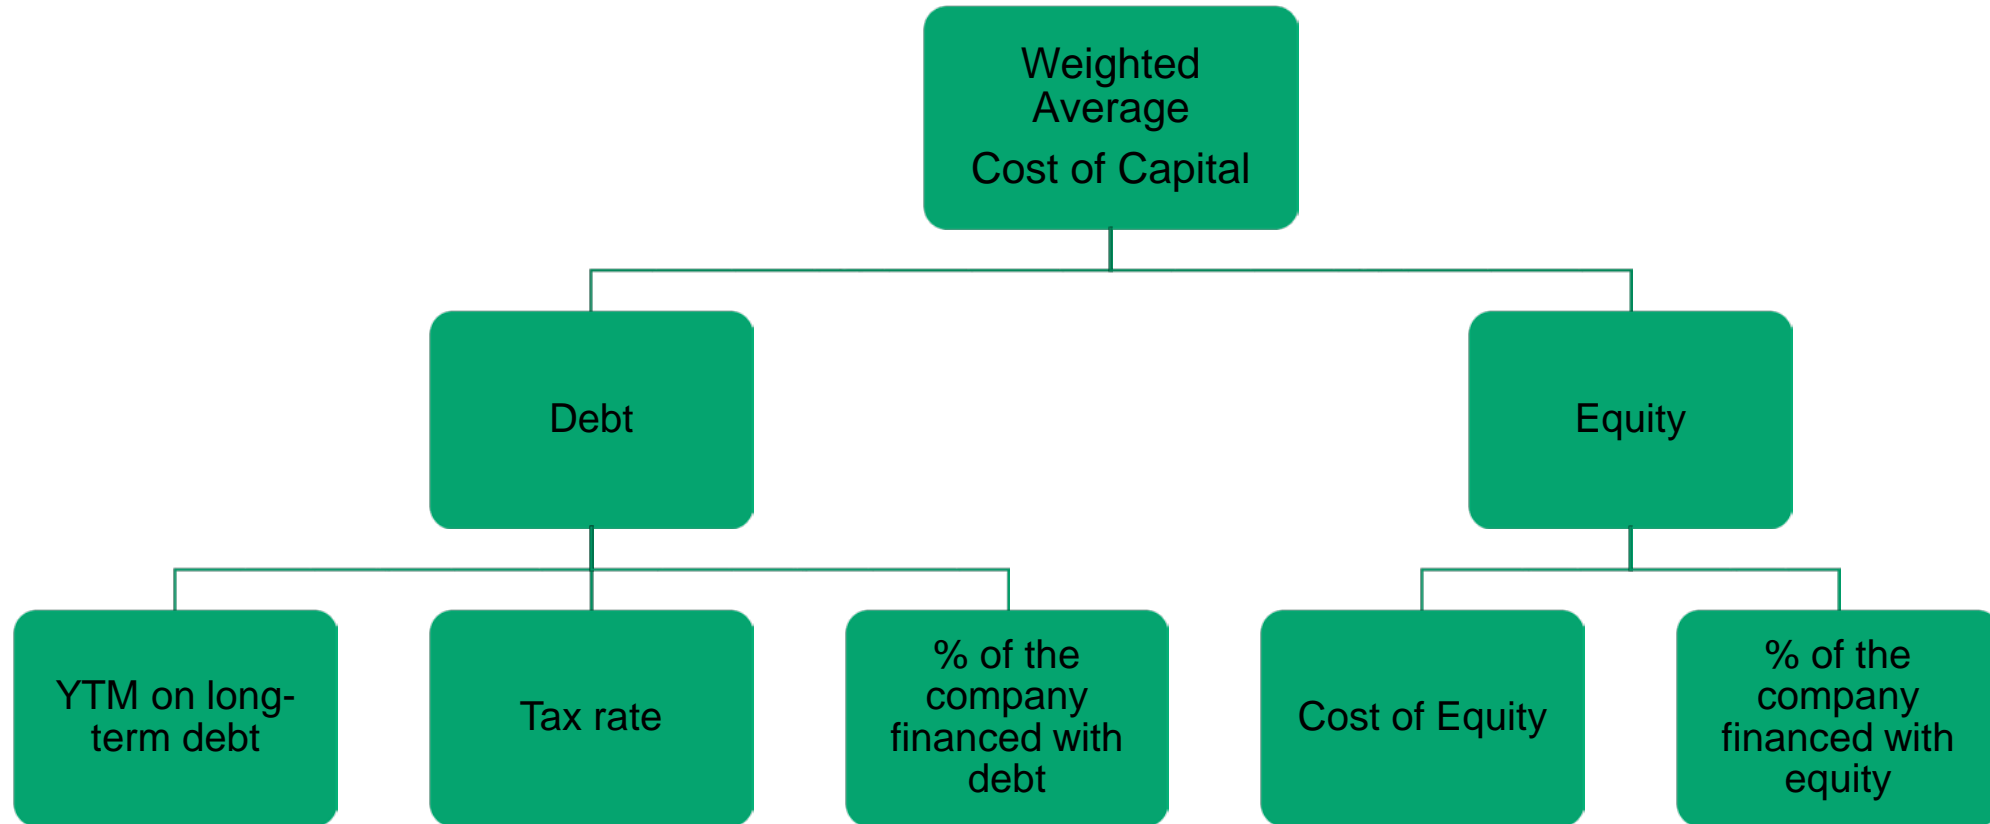 Weighted
Average
Cost of Capital
Debt
Equity
YTM on long-
term debt
Tax rate
% of the
company
financed with
debt
Cost of Equity
% of the
company
financed with
equity